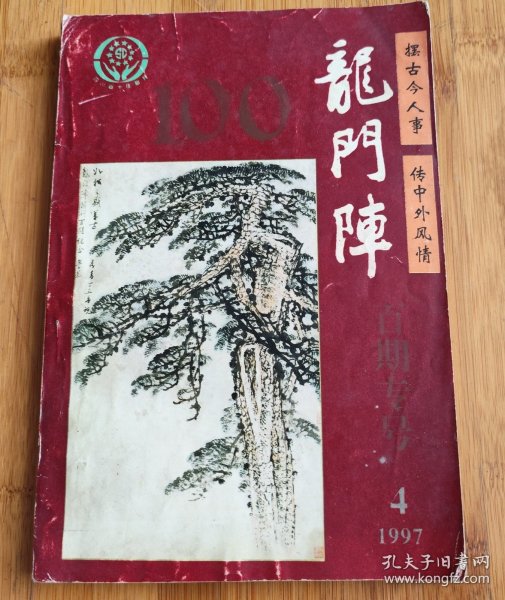 100
龍門陣
摆古今人事
传中外风情
百期专号
4
1997
孔夫子旧书网
www.kongfz.com